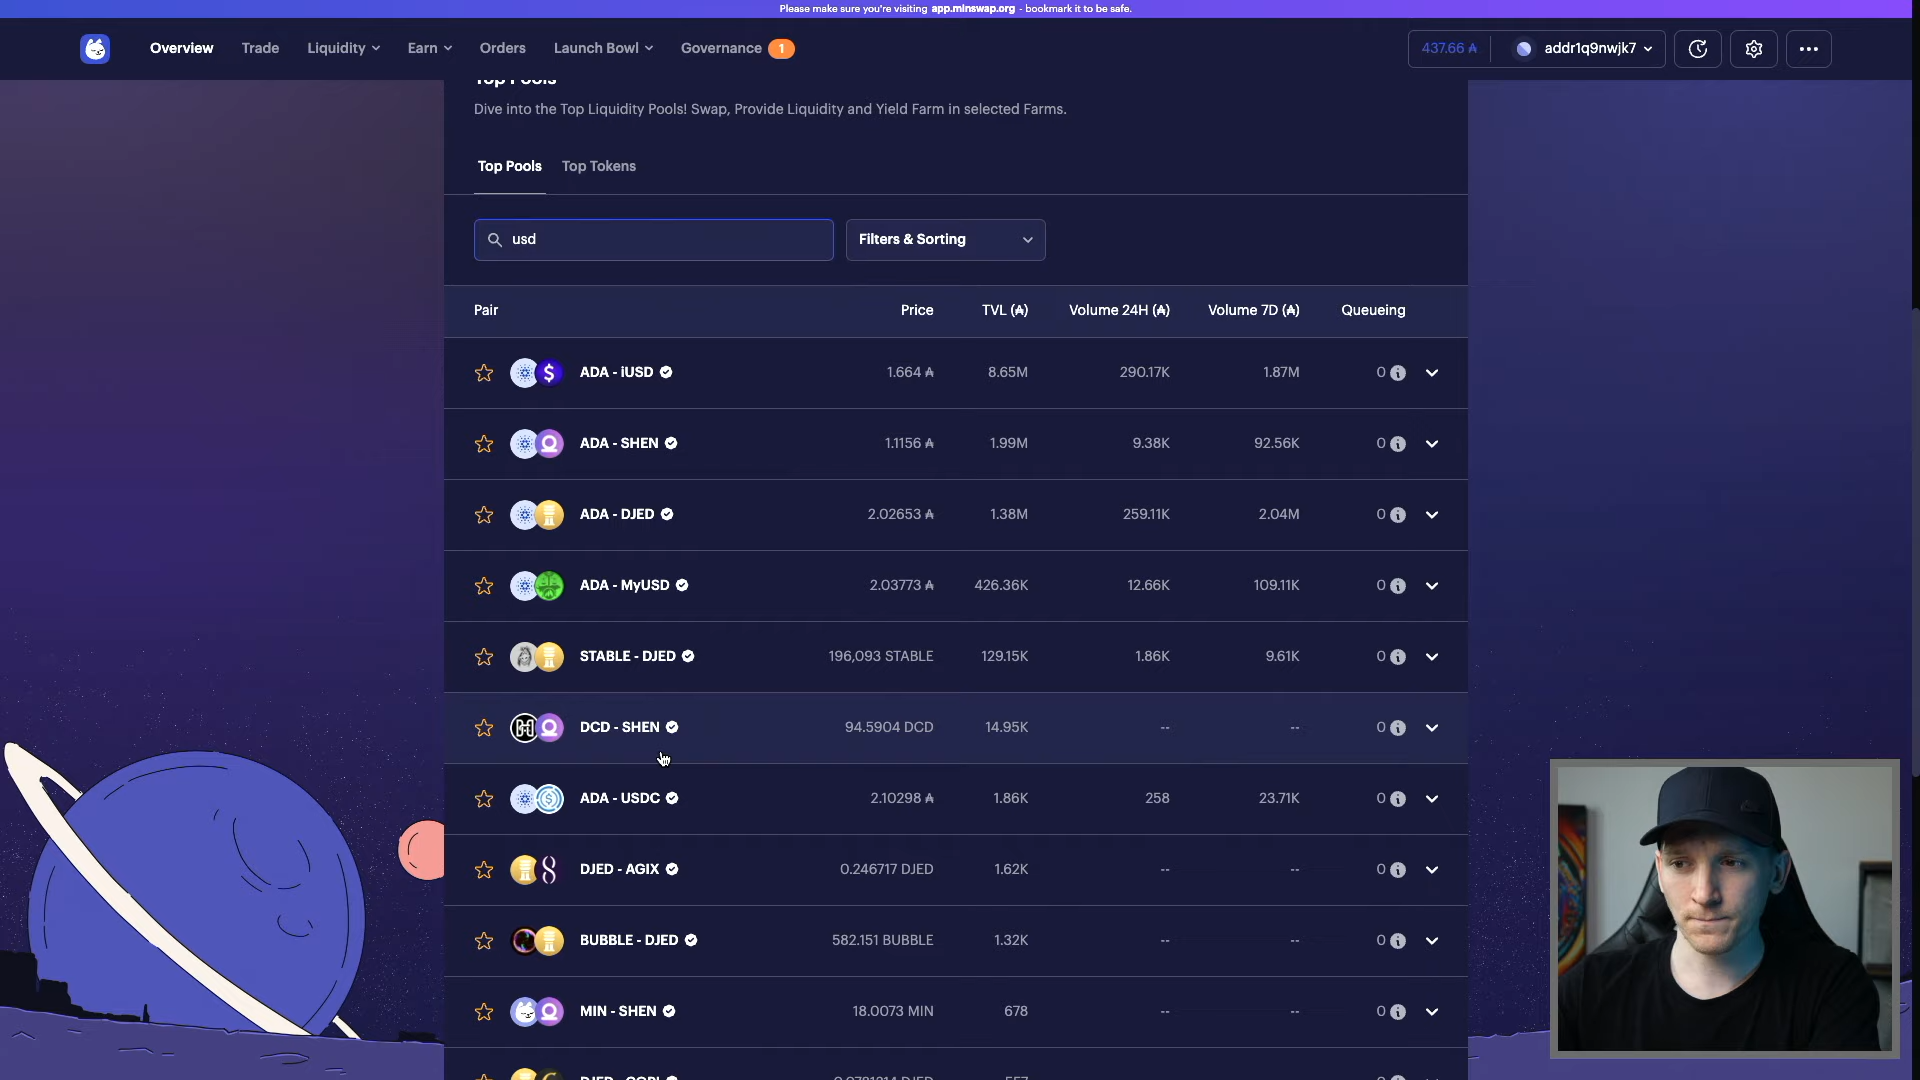 Please make sure you're visiting app.minswap.org - bookmark it to be safe.
Overview Trade Liquidity Earn Orders Launch Bowl Governance 1 437.66 ₳ addr1q9nwjk7
Top Pools
Dive into the Top Liquidity Pools! Swap, Provide Liquidity and Yield Farm in selected Farms.
Top Pools Top Tokens
usd Filters & Sorting
Pair Price TVL (₳) Volume 24H (₳) Volume 7D (₳) Queueing
ADA - iUSD 1.664 ₳ 8.65M 290.17K 1.87M 0
ADA - SHEN 1.1156 ₳ 1.99M 9.38K 92.56K 0
ADA - DJED 2.02653 ₳ 1.38M 259.11K 2.04M 0
ADA - MyUSD 2.03773 ₳ 426.36K 12.66K 109.11K 0
STABLE - DJED 196,093 STABLE 129.15K 1.86K 9.61K 0
DCD - SHEN 94.5904 DCD 14.95K -- -- 0
ADA - USDC 2.10298 ₳ 1.86K 258 23.71K 0
DJED - AGIX 0.246717 DJED 1.62K -- -- 0
BUBBLE - DJED 582.151 BUBBLE 1.32K -- -- 0
MIN - SHEN 18.0073 MIN 678 -- -- 0